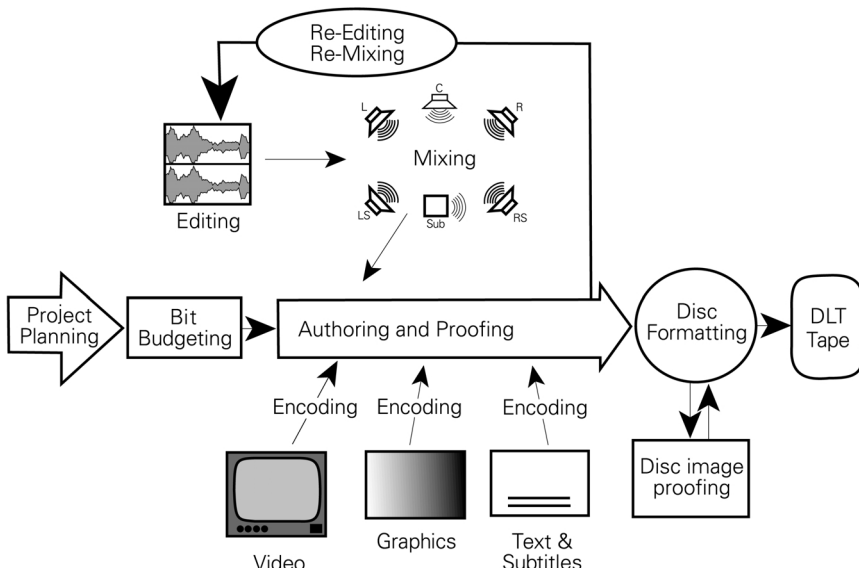 Re-Editing
Re-Mixing
L
C
R
Mixing
Editing
LS
Sub
RS
Project
Planning
Bit
Budgeting
Authoring and Proofing
Disc
Formatting
DLT
Tape
Encoding
Encoding
Encoding
Disc image
proofing
Video
Graphics
Text &
Subtitles